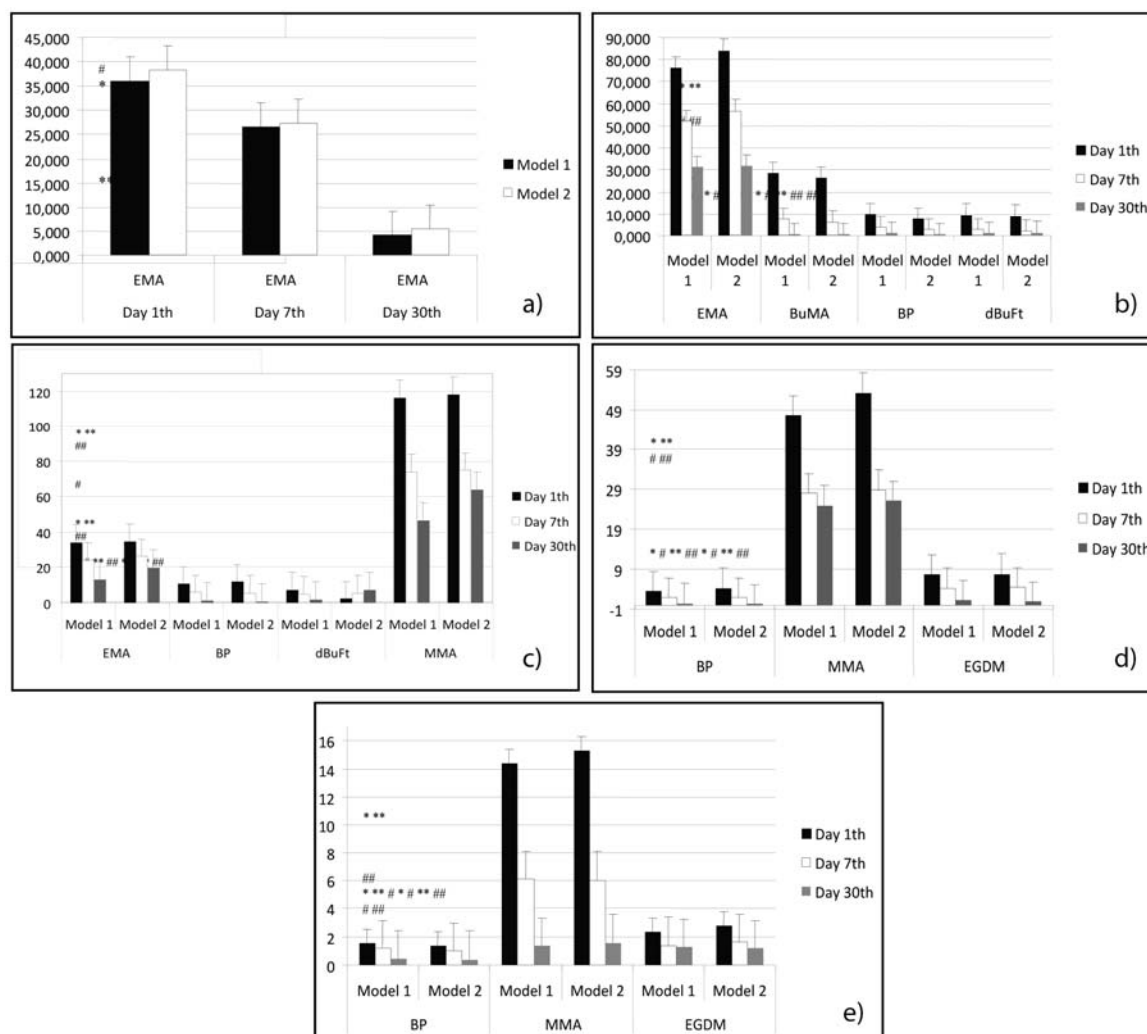 45,000
40,000
35,000
30,000
25,000
20,000
15,000
10,000
5,000
0,000
#
*
**
EMA EMA EMA
Day 1th Day 7th Day 30th
Model 1
Model 2
a)
90,000
80,000
70,000
60,000
50,000
40,000
30,000
20,000
10,000
0,000
* **
# ##
* # * # ** ## ##
Model 1 Model 2 Model 1 Model 2 Model 1 Model 2 Model 1 Model 2
EMA BuMA BP dBuFt
Day 1th
Day 7th
Day 30th
b)
120
100
80
60
40
20
0
* **
##
#
* **
##
** ## * ##
Model 1 Model 2 Model 1 Model 2 Model 1 Model 2 Model 1 Model 2
EMA BP dBuFt MMA
Day 1th
Day 7th
Day 30th
c)
59
49
39
29
19
9
-1
* **
# ##
* # ** ## * # ** ##
Model 1 Model 2 Model 1 Model 2 Model 1 Model 2
BP MMA EGDM
Day 1th
Day 7th
Day 30th
d)
16
14
12
10
8
6
4
2
0
* **
##
* ** # * # ** ##
# ##
Model 1 Model 2 Model 1 Model 2 Model 1 Model 2
BP MMA EGDM
Day 1th
Day 7th
Day 30th
e)